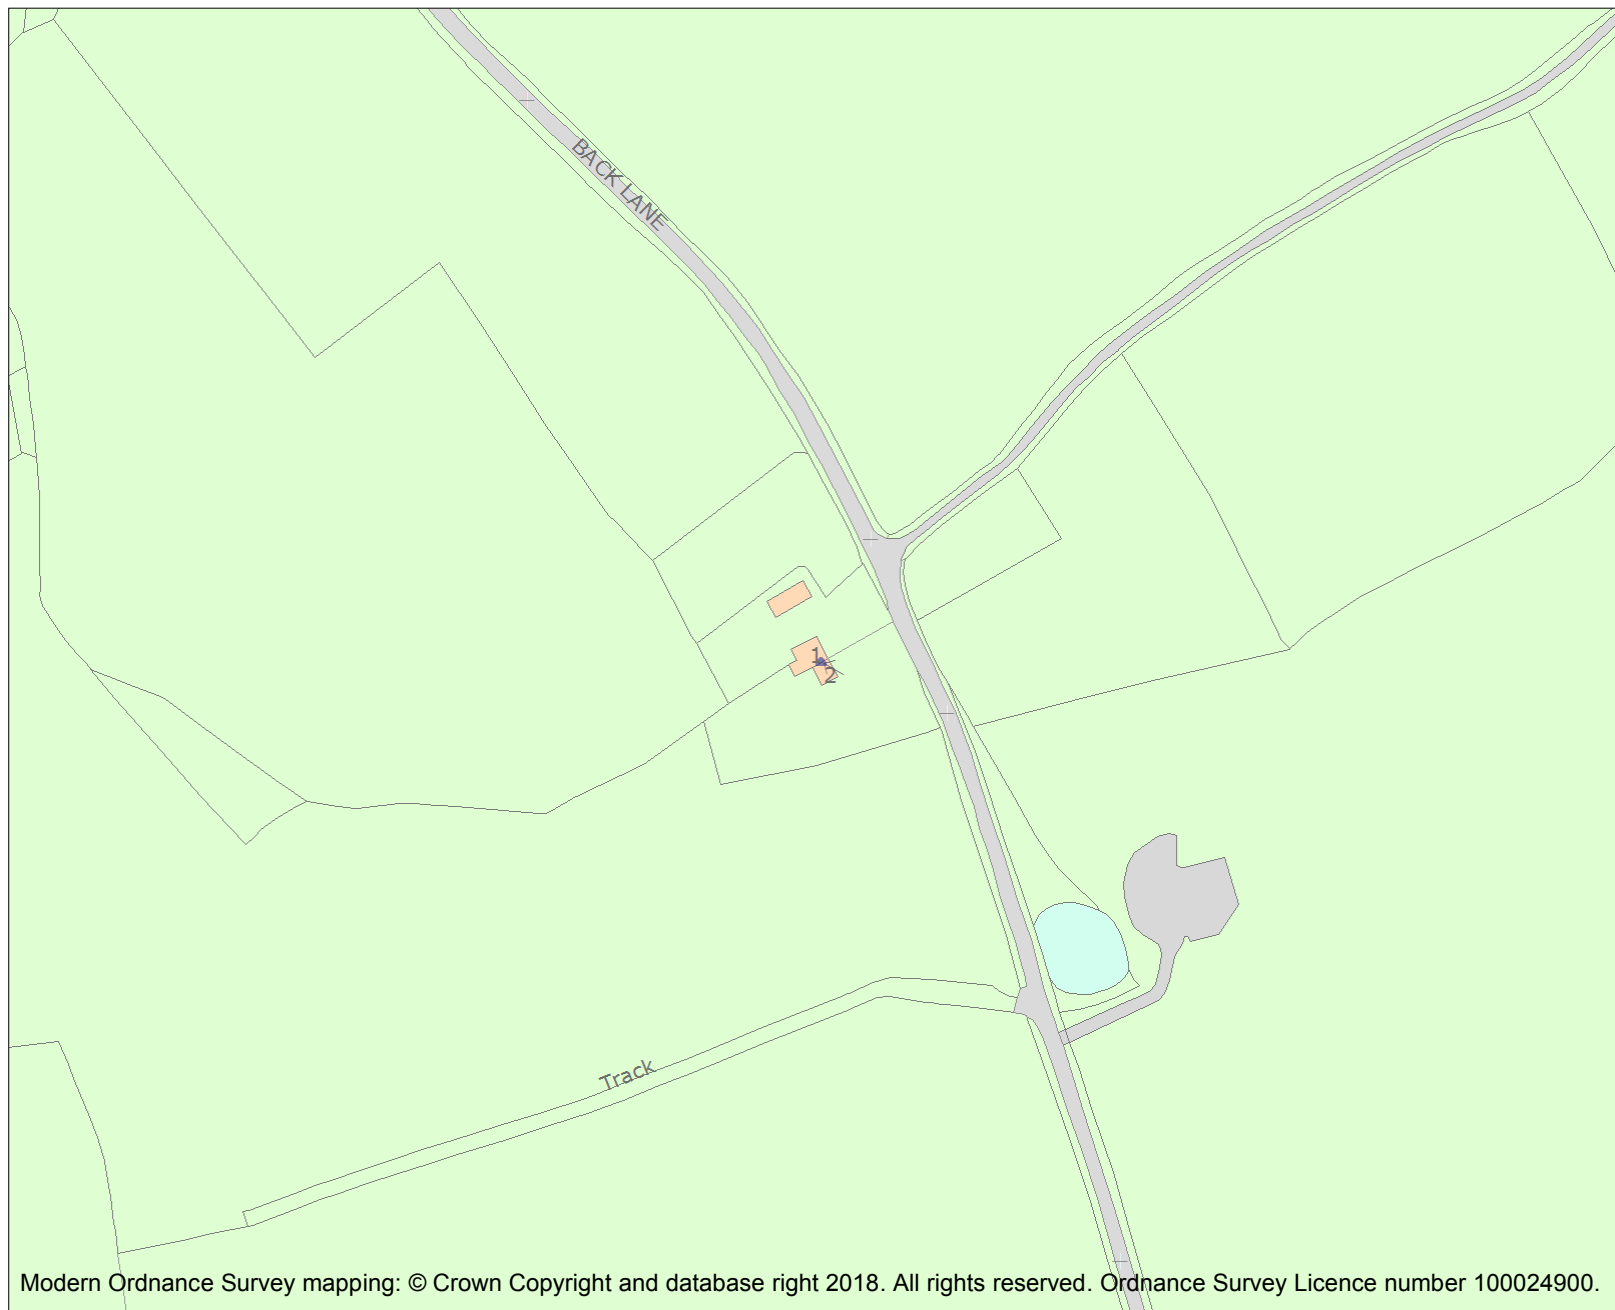 BACK LANE
1
2
Track
Modern Ordnance Survey mapping: © Crown Copyright and database right 2018. All rights reserved. Ordnance Survey Licence number 100024900.